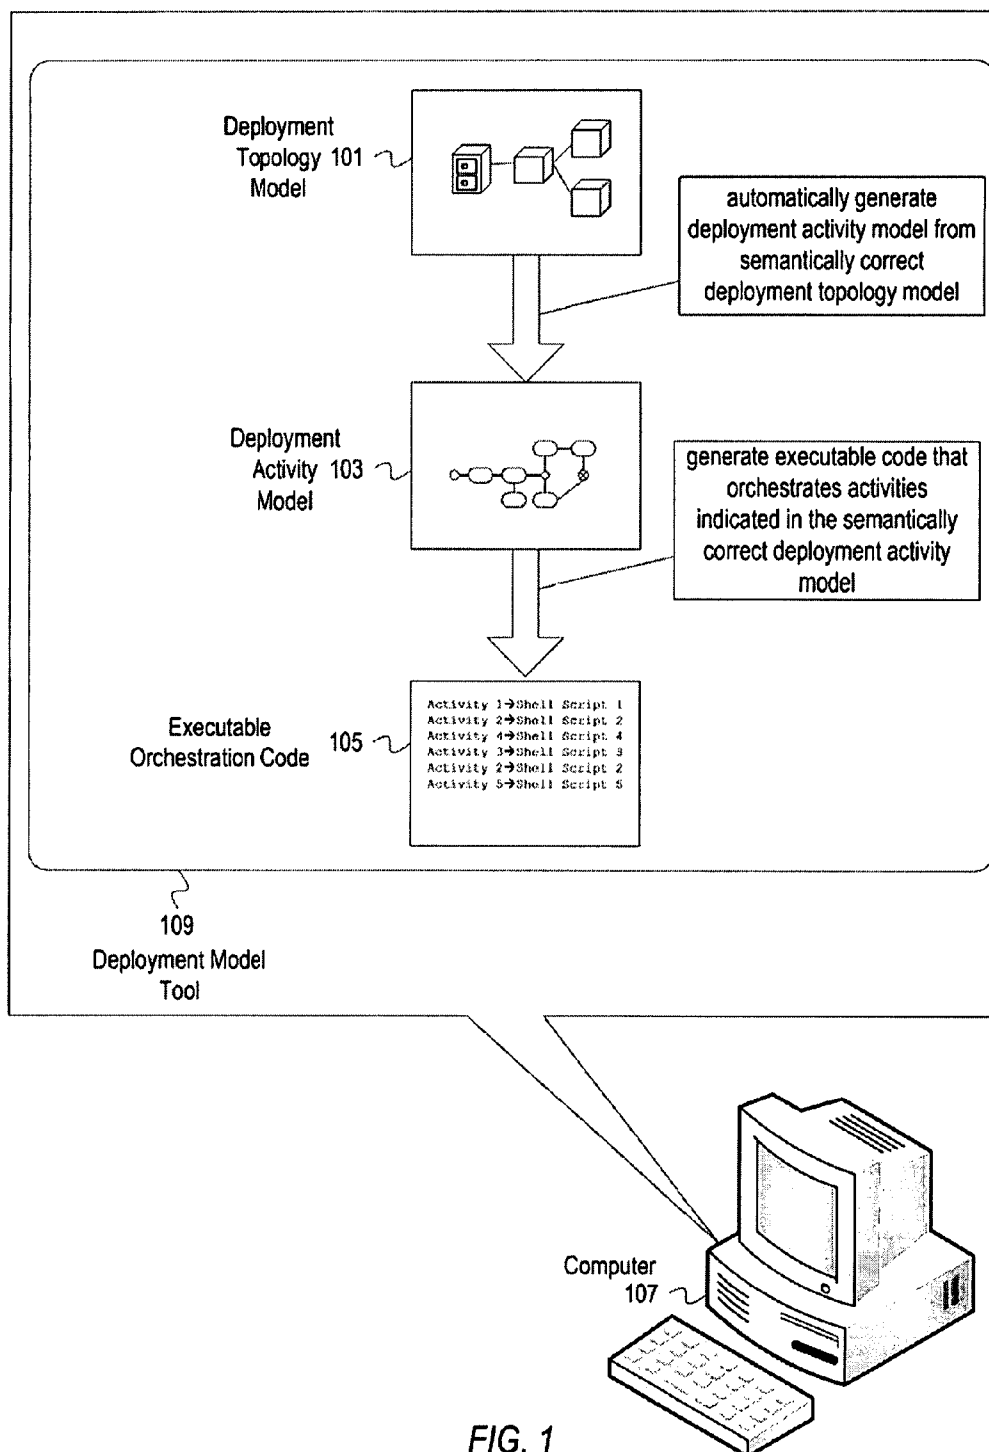 Deployment
Topology 101
Model
automatically generate
deployment activity model from
semantically correct
deployment topology model
Deployment
Activity 103
Model
generate executable code that
orchestrates activities
indicated in the semantically
correct deployment activity
model
Executable
Orchestration Code 105
Activity 1→Shell Script 1
Activity 2→Shell Script 2
Activity 4→Shell Script 4
Activity 3→Shell Script 3
Activity 2→Shell Script 2
Activity 5→Shell Script 5
109
Deployment Model
Tool
Computer
107
FIG. 1